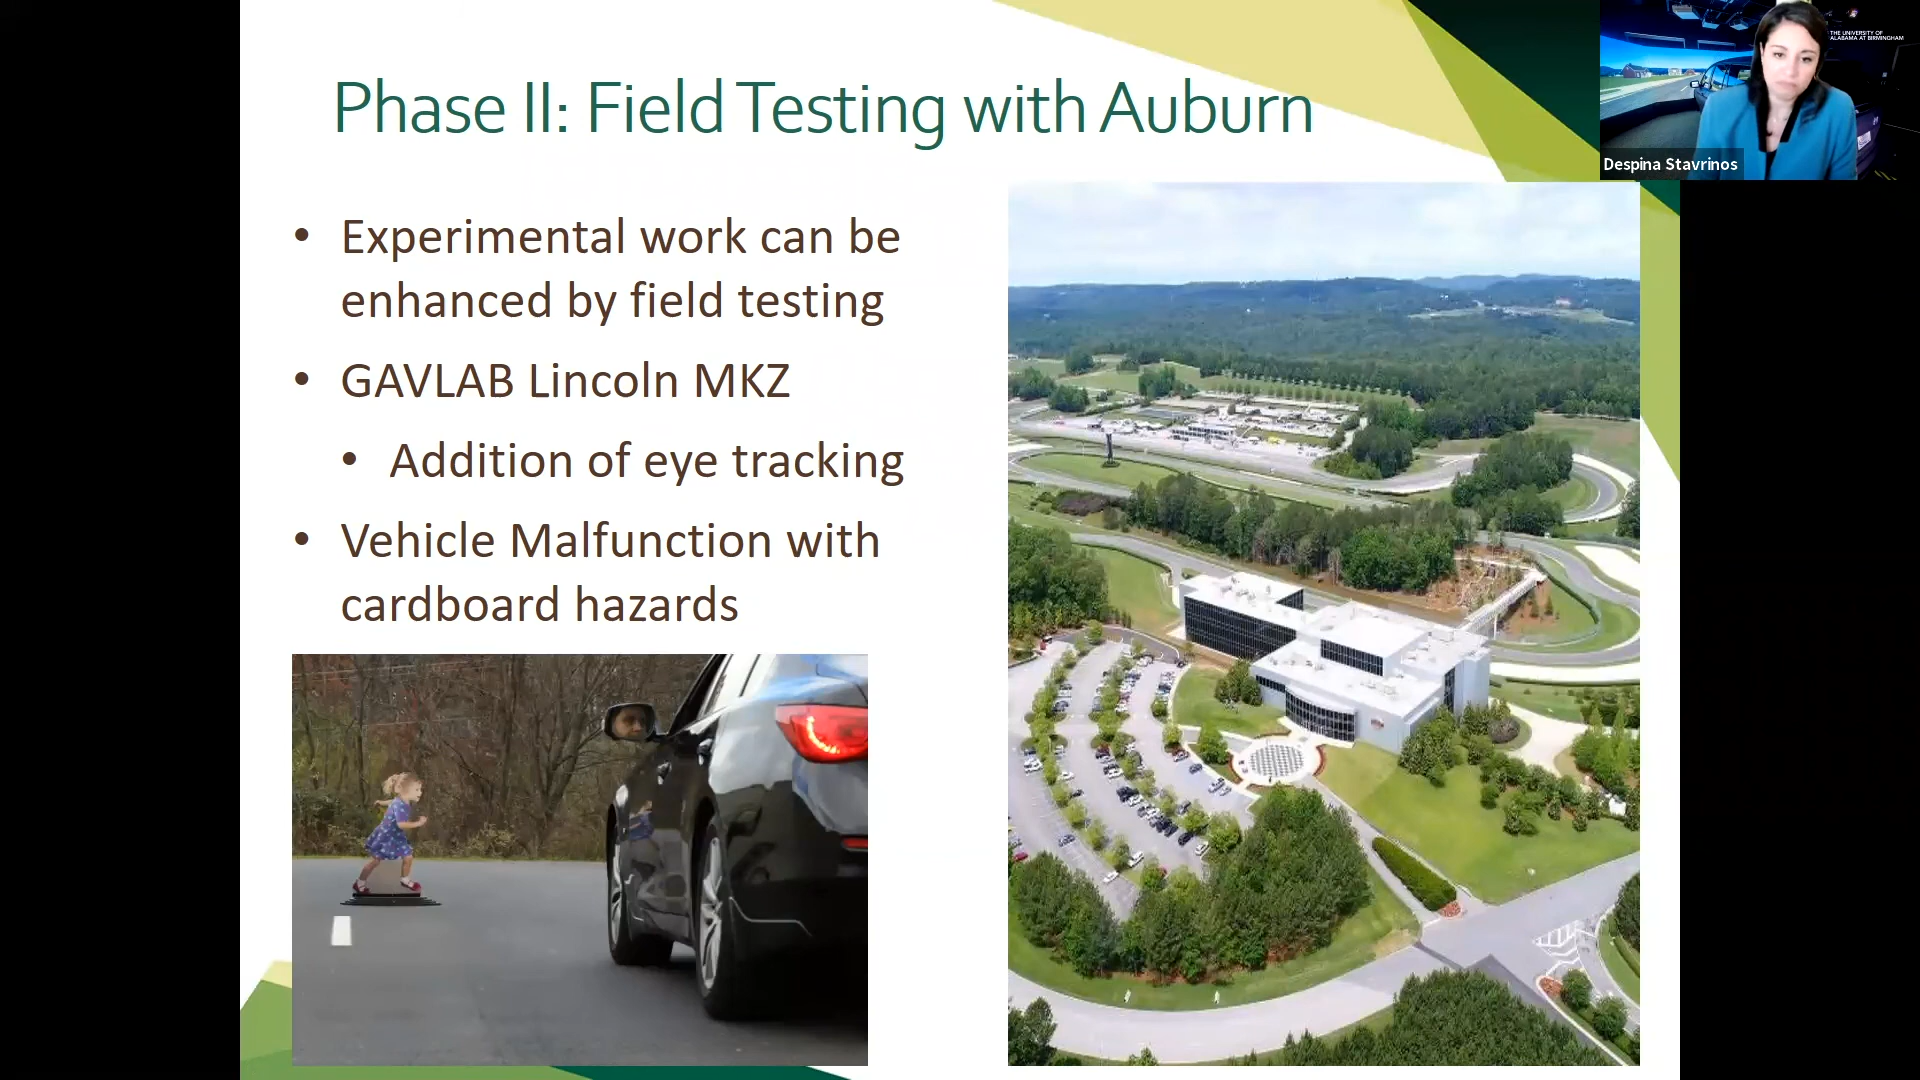 Phase II: Field Testing with Auburn
• Experimental work can be
enhanced by field testing
• GAVLAB Lincoln MKZ
• Addition of eye tracking
• Vehicle Malfunction with
cardboard hazards
THE UNIVERSITY OF
ALABAMA AT BIRMINGHAM
Despina Stavrinos